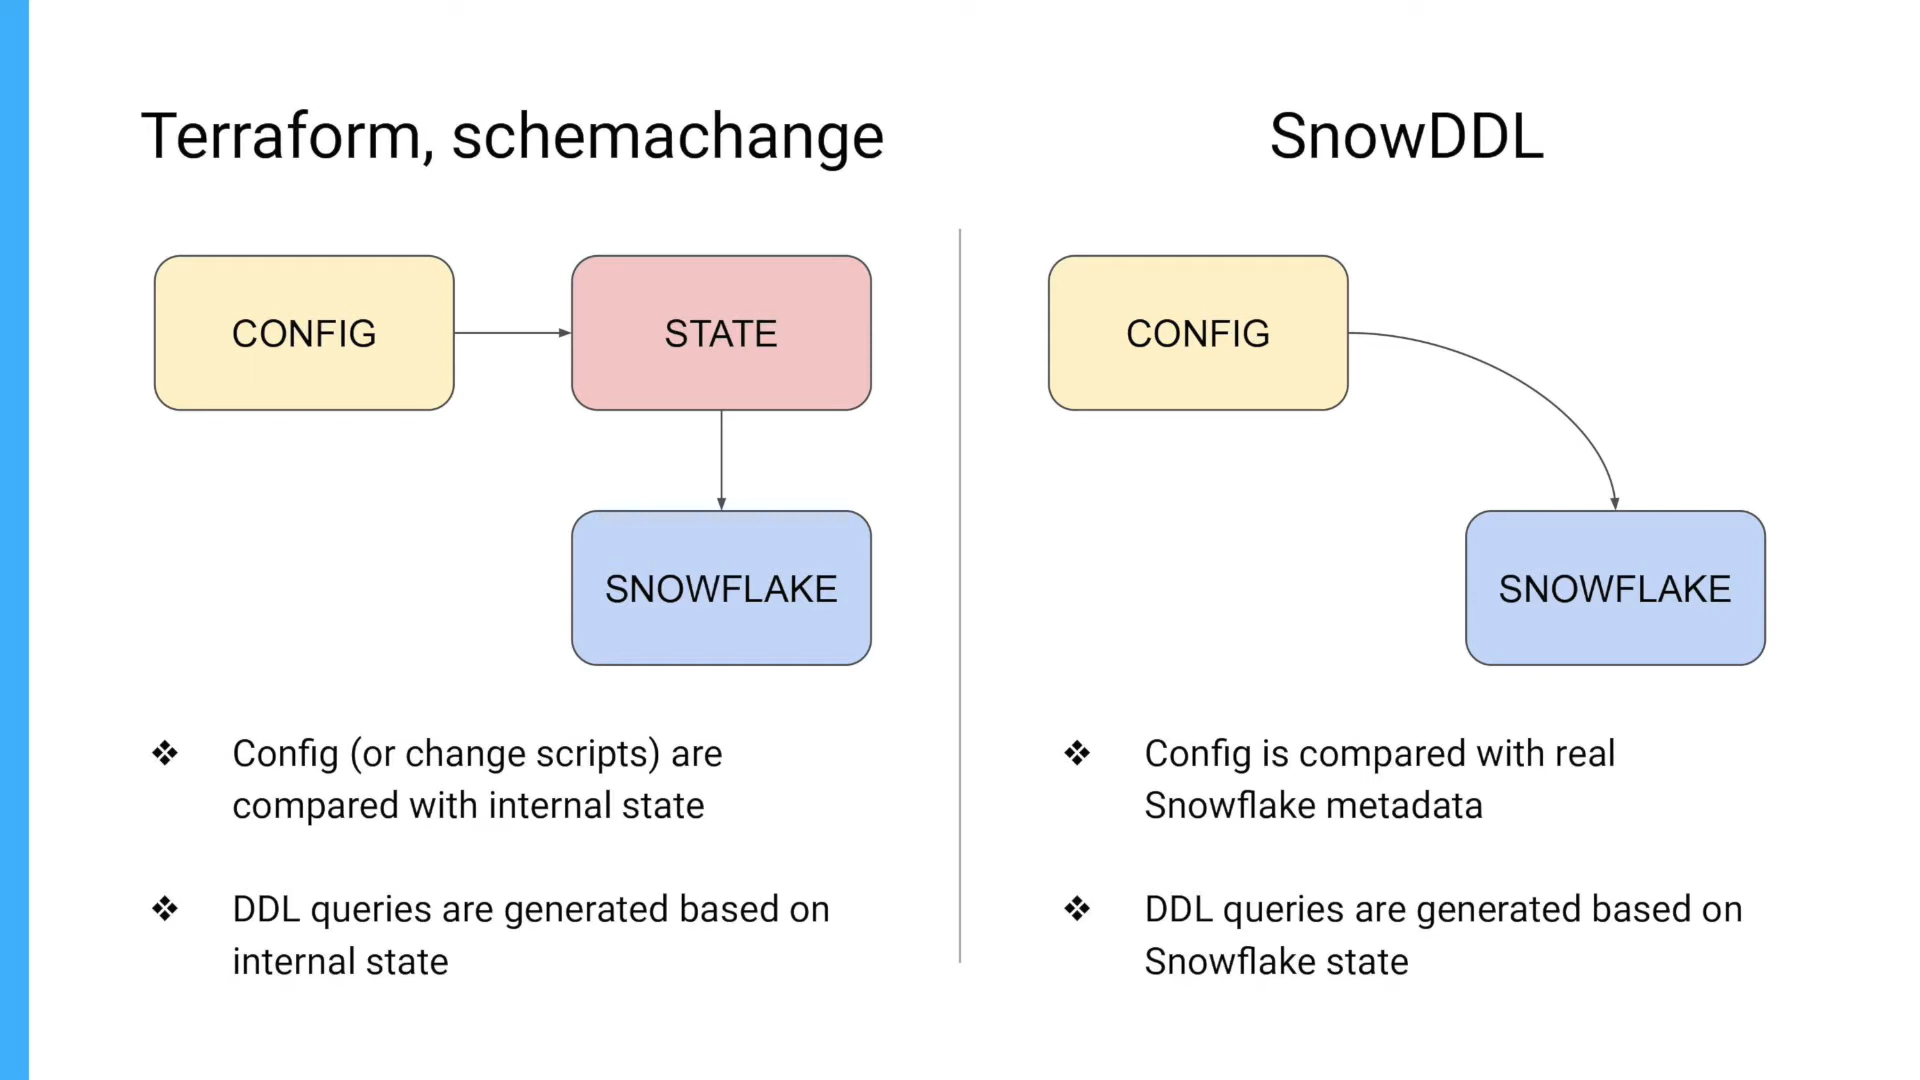 Terraform, schemachange
CONFIG
STATE
SNOWFLAKE
❖ Config (or change scripts) are
compared with internal state
❖ DDL queries are generated based on
internal state
SnowDDL
CONFIG
SNOWFLAKE
❖ Config is compared with real
Snowflake metadata
❖ DDL queries are generated based on
Snowflake state